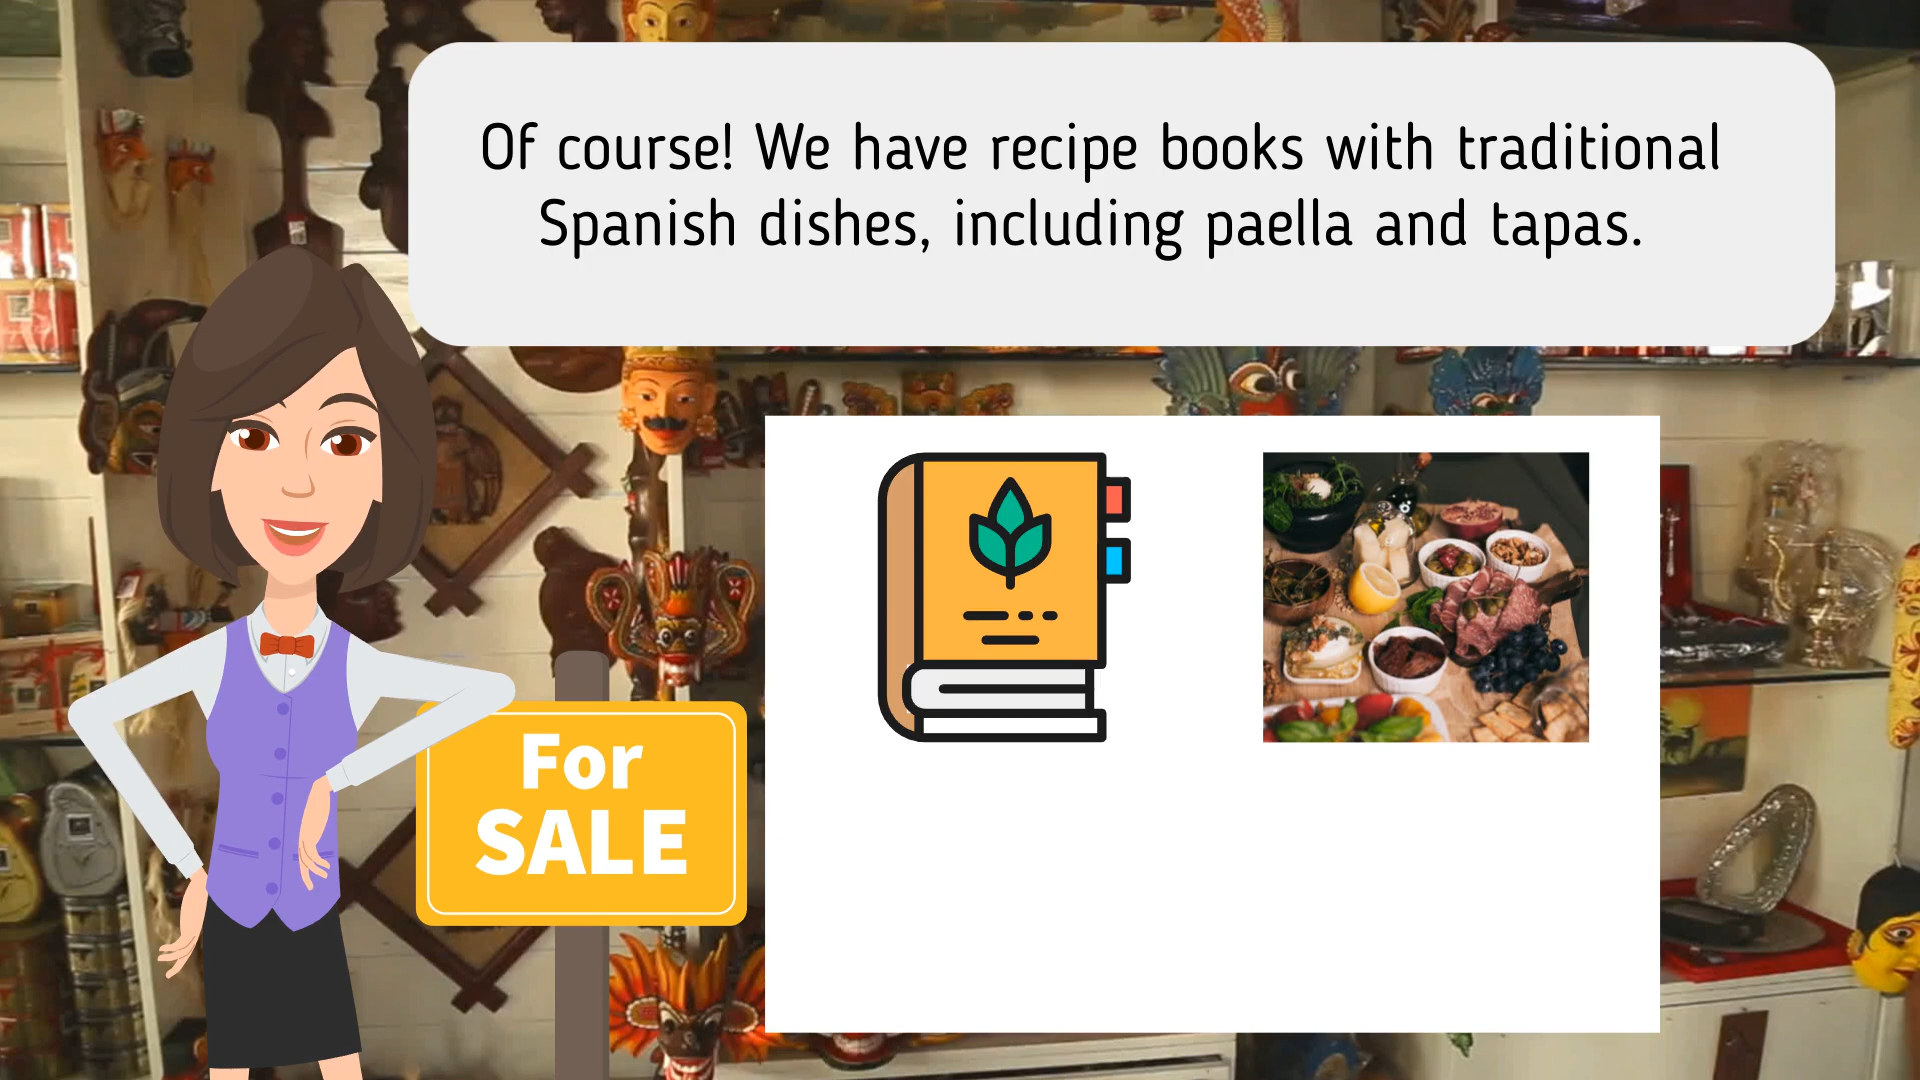 Of course! We have recipe books with traditional
Spanish dishes, including paella and tapas.
For
SALE